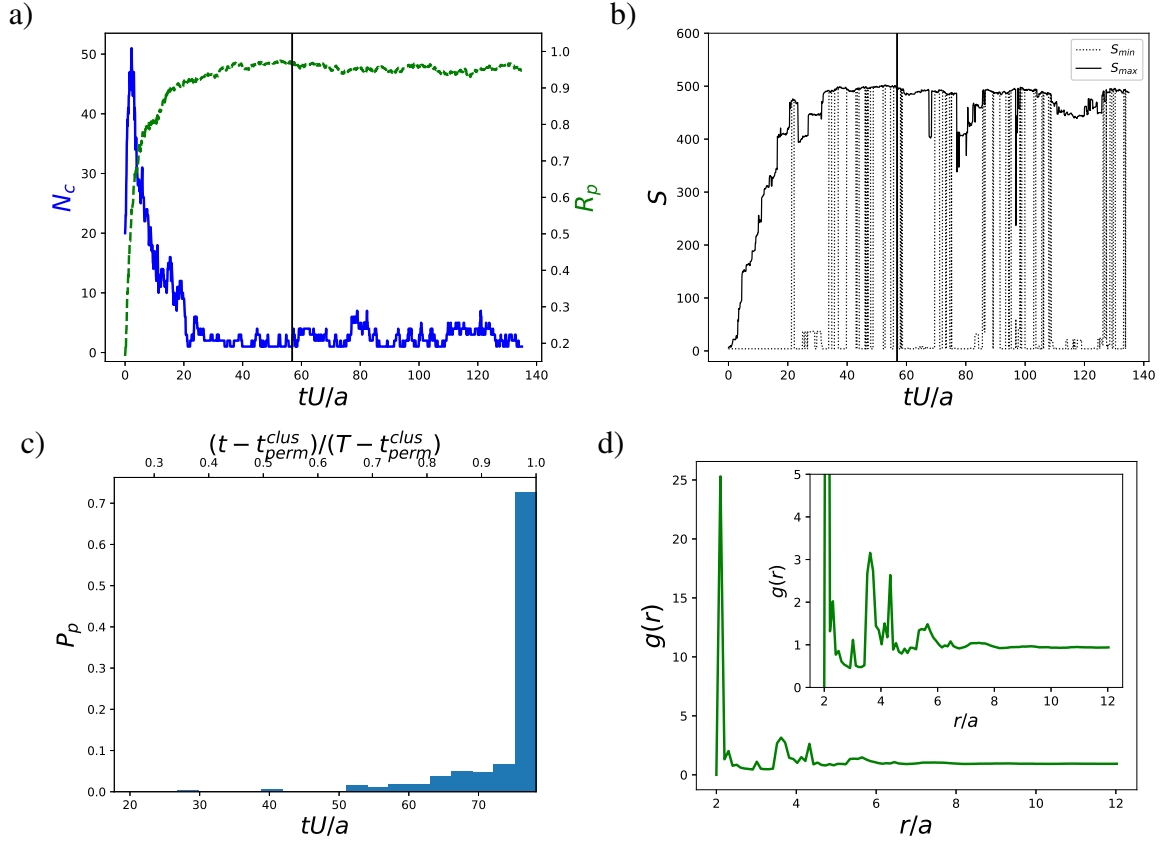 a)
50
40
30
20
10
0
N_c
1.0
0.9
0.8
0.7
0.6
0.5
0.4
0.3
0.2
R_p
0 20 40 60 80 100 120 140
tU/a
b)
600
500
400
300
200
100
0
S
S_min
S_max
0 20 40 60 80 100 120 140
tU/a
c)
(t − t_perm^clus)/(T − t_perm^clus)
0.3 0.4 0.5 0.6 0.7 0.8 0.9 1.0
0.7
0.6
0.5
0.4
0.3
0.2
0.1
0.0
P_p
20 30 40 50 60 70
tU/a
d)
25
20
15
10
5
0
g(r)
2 4 6 8 10 12
r/a
5
4
3
2
1
0
g(r)
2 4 6 8 10 12
r/a